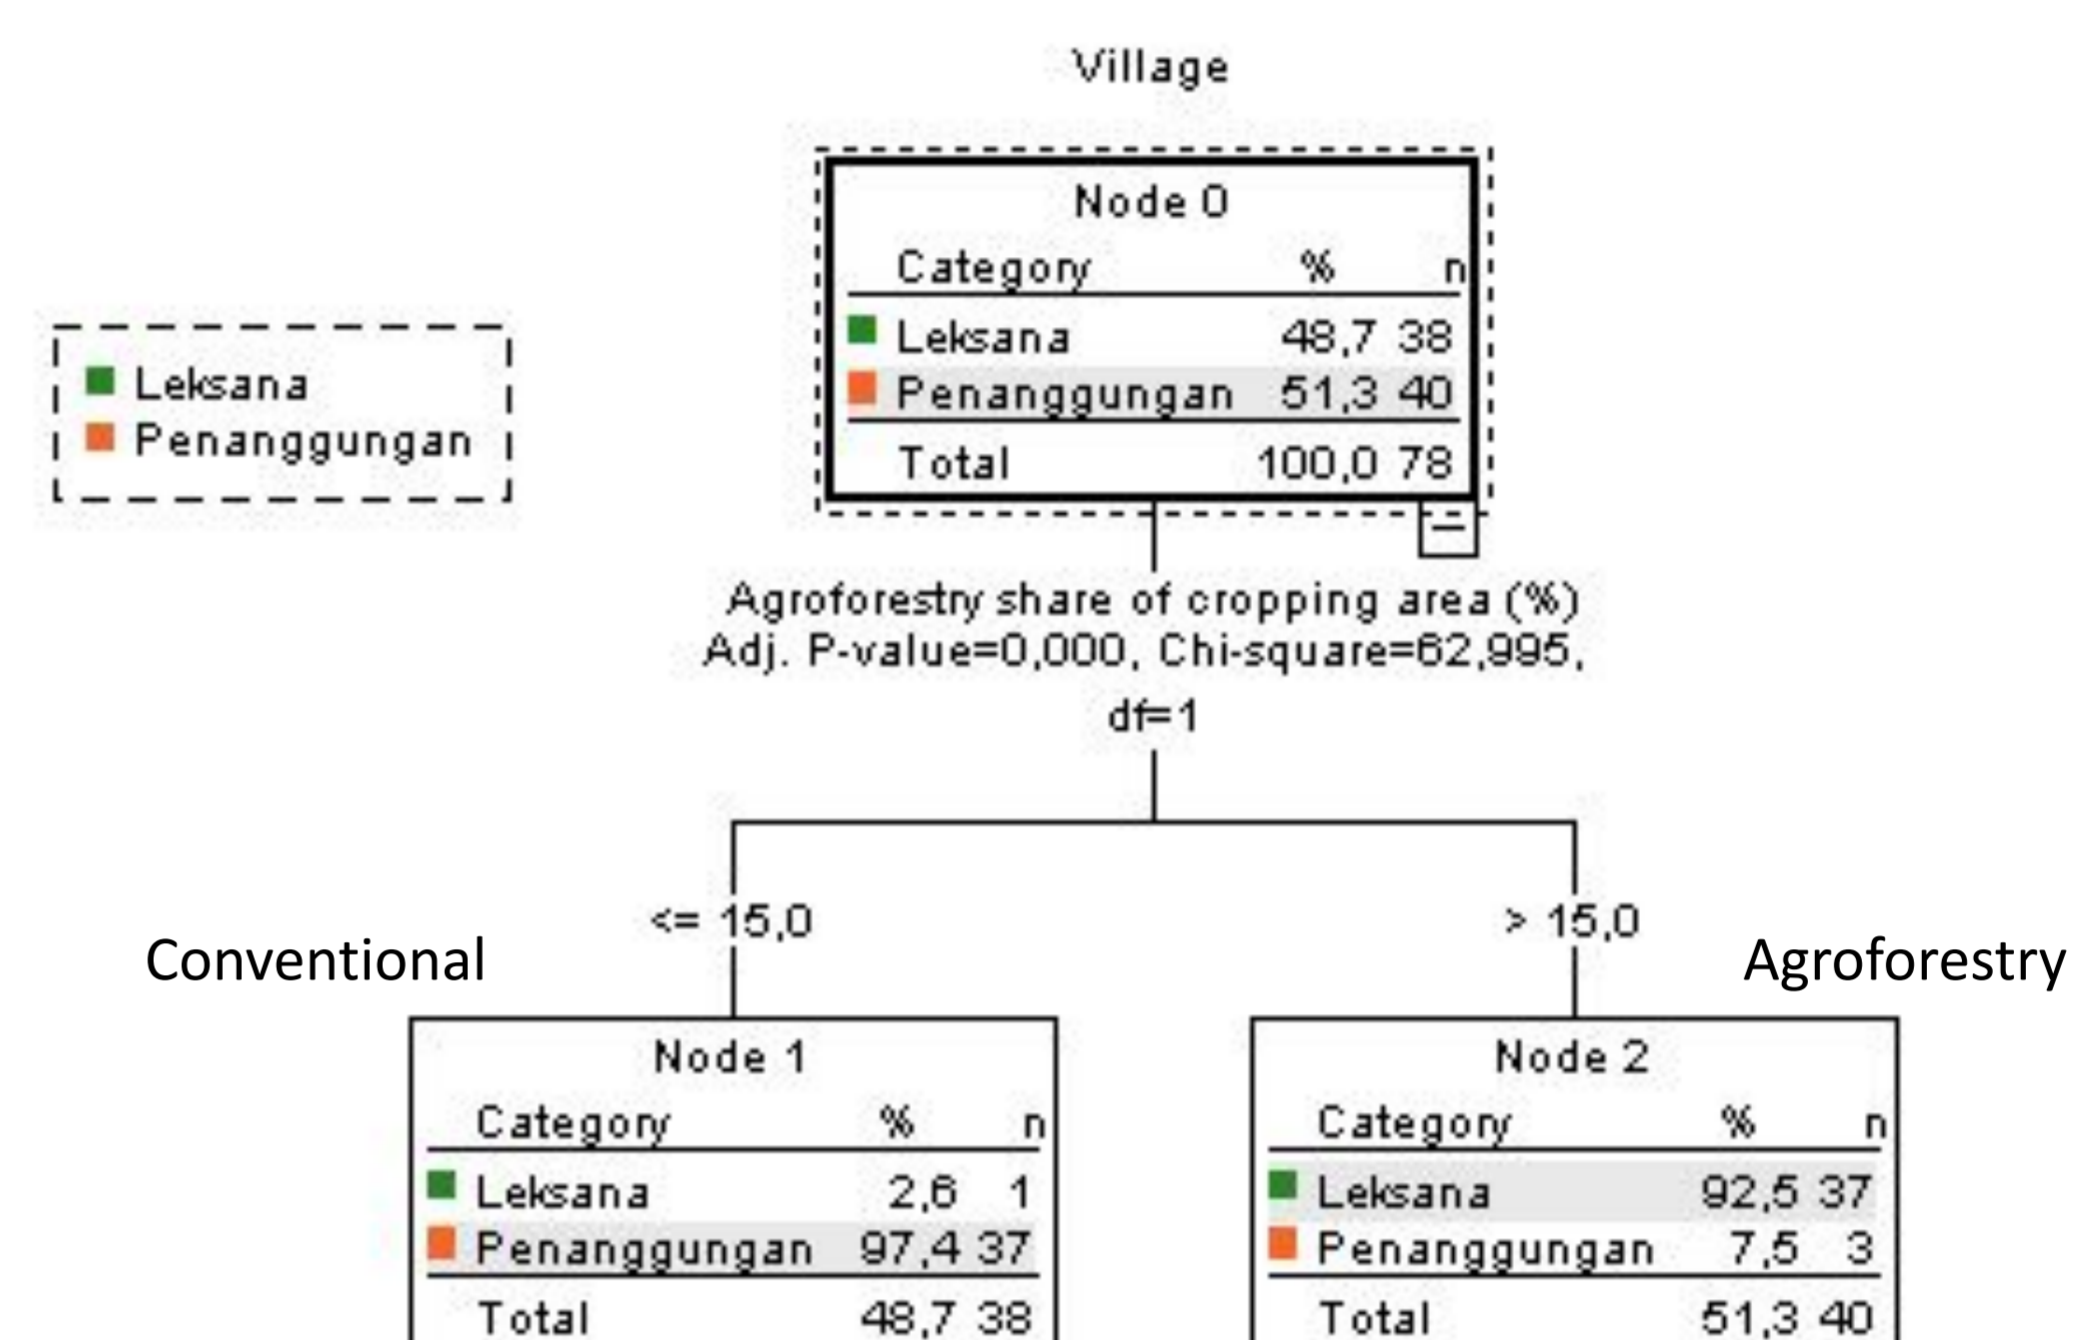 Village
Node 0
Category % n
Leksana 48,7 38
Penanggungan 51,3 40
Total 100,0 78
Leksana
Penanggungan
Agroforestry share of cropping area (%)
Adj. P-value=0,000, Chi-square=62,995,
df=1
<= 15,0
> 15,0
Conventional
Agroforestry
Node 1
Category % n
Leksana 2,6 1
Penanggungan 97,4 37
Total 48,7 38
Node 2
Category % n
Leksana 92,5 37
Penanggungan 7,5 3
Total 51,3 40